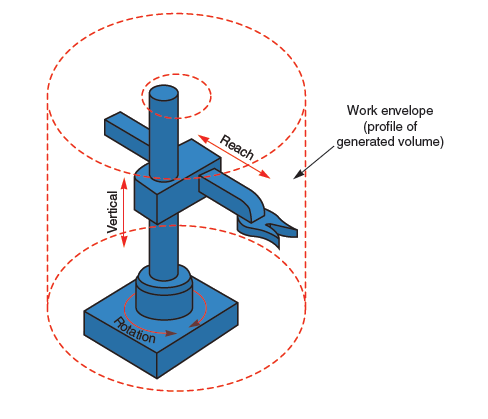 Work envelope
(profile of
generated volume)
Reach
Vertical
Rotation